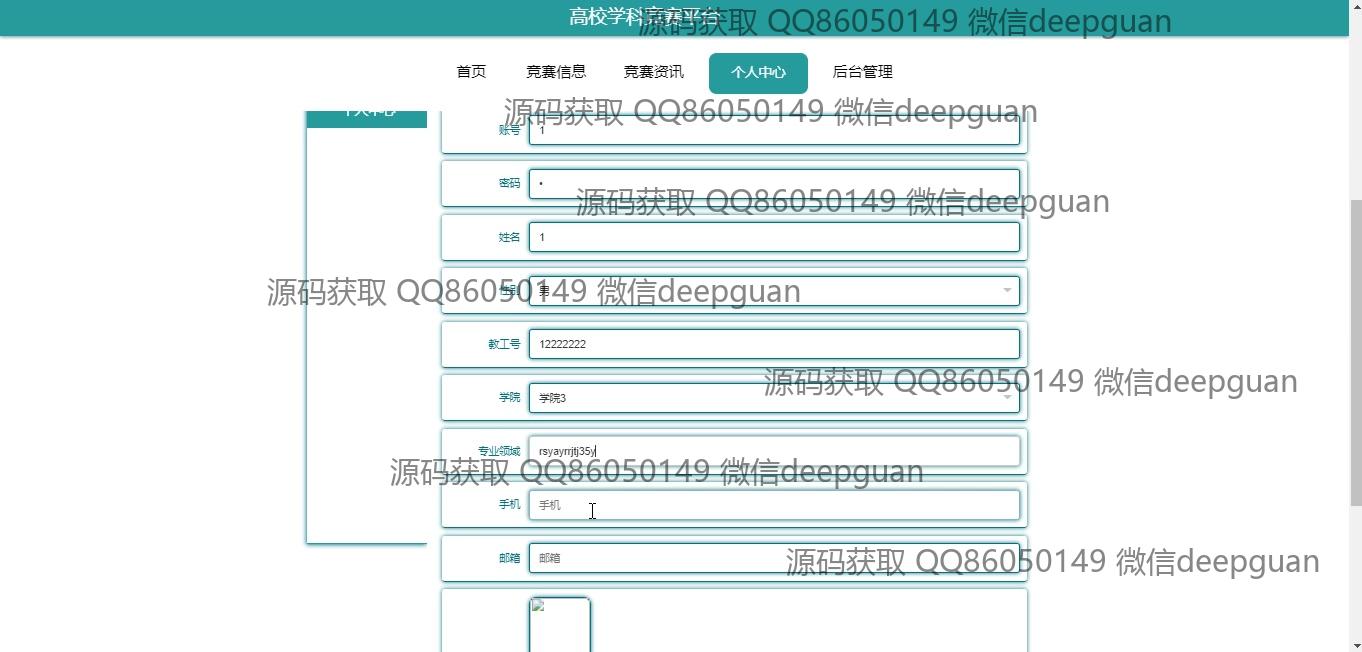 高校学科竞赛平台
源码获取 QQ86050149 微信deepguan
首页 竞赛信息 竞赛资讯 个人中心 后台管理
个人中心
源码获取 QQ86050149 微信deepguan
账号 1
密码 •
源码获取 QQ86050149 微信deepguan
姓名 1
性别 男
源码获取 QQ86050149 微信deepguan
教工号 12222222
源码获取 QQ86050149 微信deepguan
学院 学院3
专业领域 rsyayrrjtj35y
源码获取 QQ86050149 微信deepguan
手机 手机
邮箱 邮箱
源码获取 QQ86050149 微信deepguan